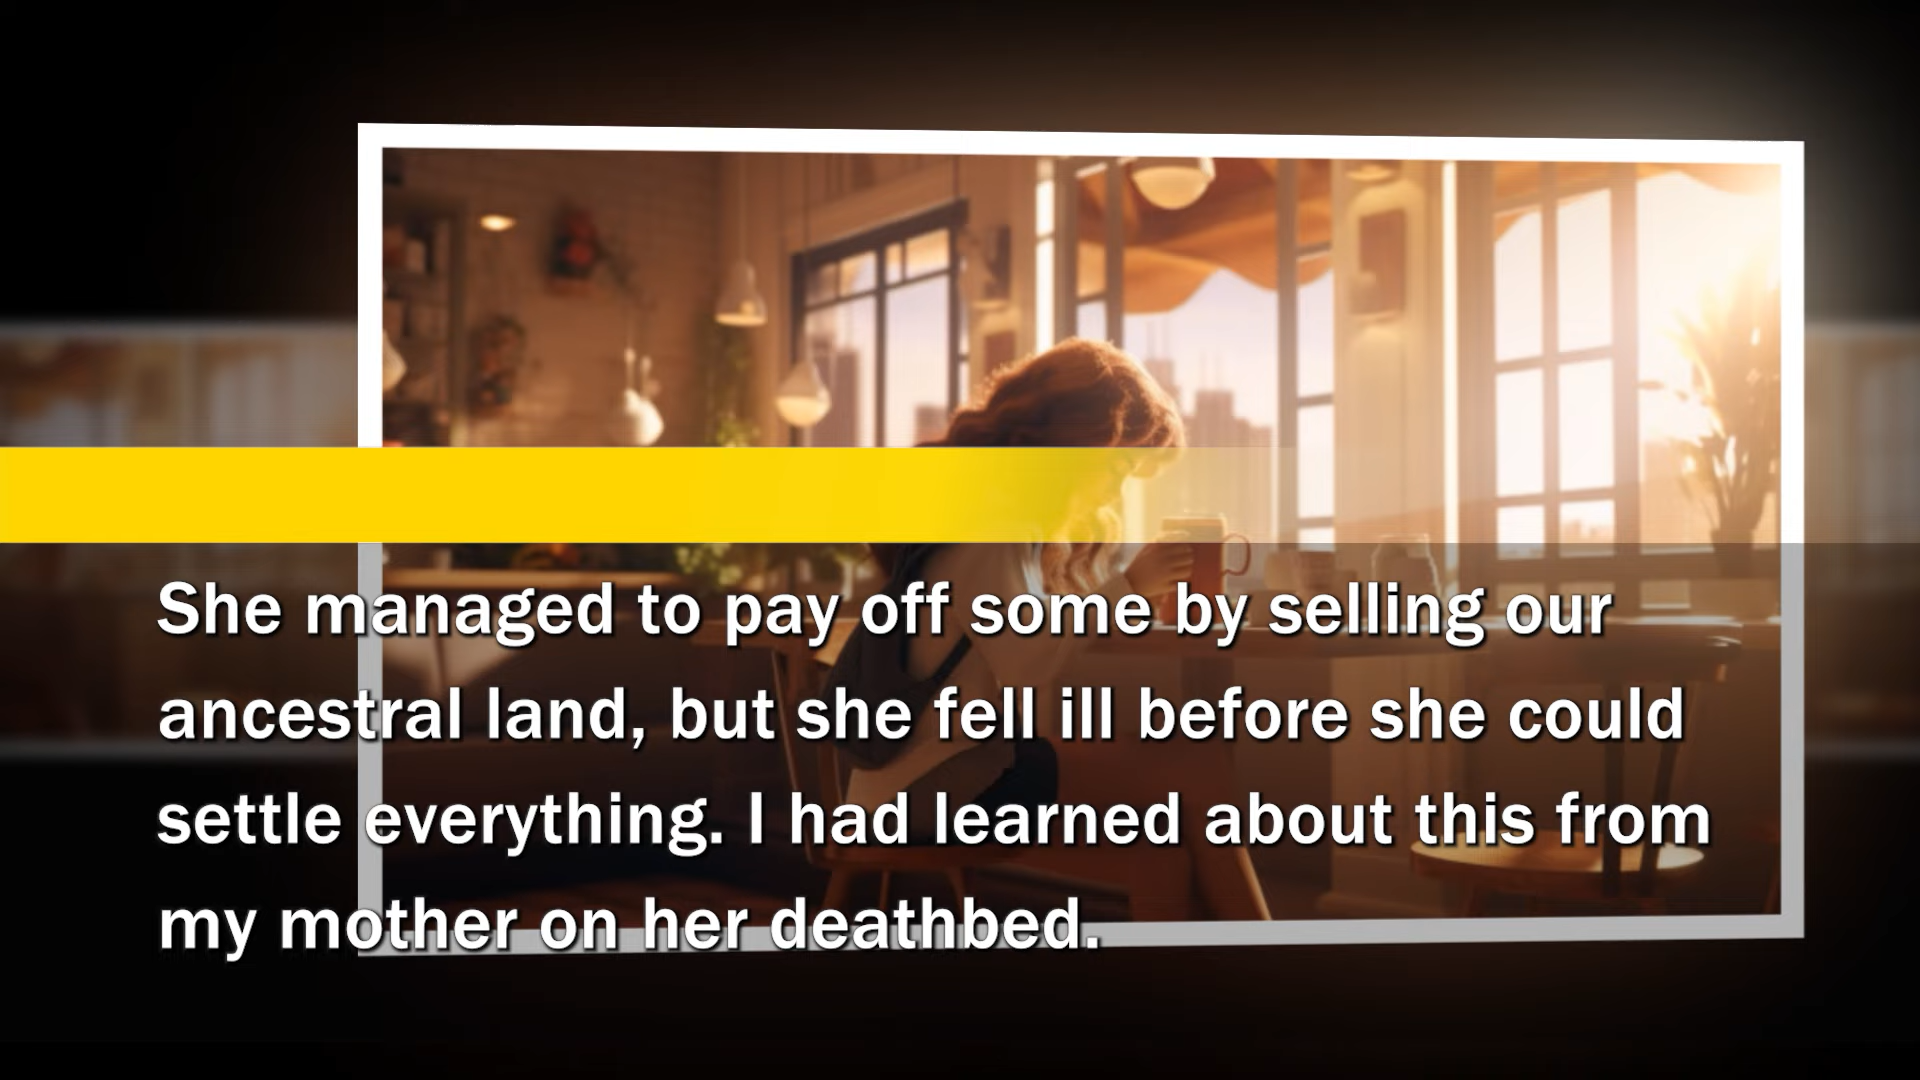 She managed to pay off some by selling our
ancestral land, but she fell ill before she could
settle everything. I had learned about this from
my mother on her deathbed.